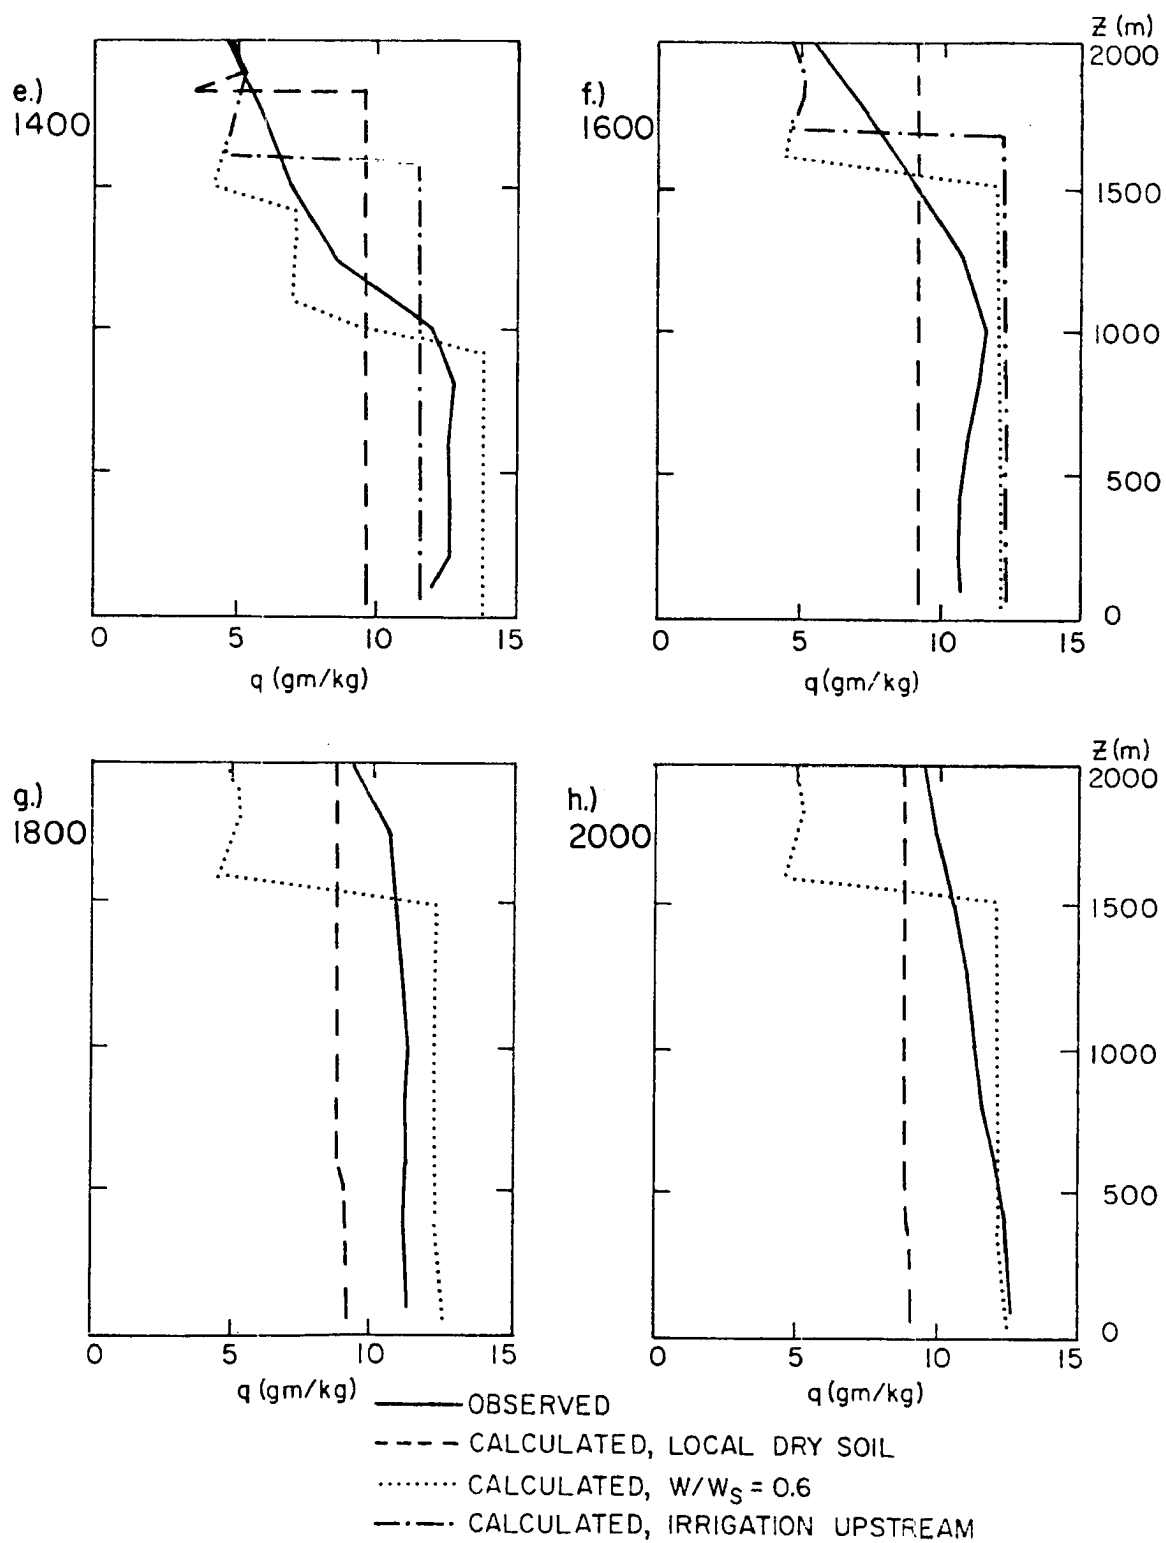 e.)
1400
0 5 10 15
q (gm/kg)
f.)
1600
Z (m)
2000
1500
1000
500
0
0 5 10 15
q (gm/kg)
g.)
1800
0 5 10 15
q (gm/kg)
h.)
2000
Z (m)
2000
1500
1000
500
0
0 5 10 15
q (gm/kg)
OBSERVED
CALCULATED, LOCAL DRY SOIL
CALCULATED, W/WS = 0.6
CALCULATED, IRRIGATION UPSTREAM